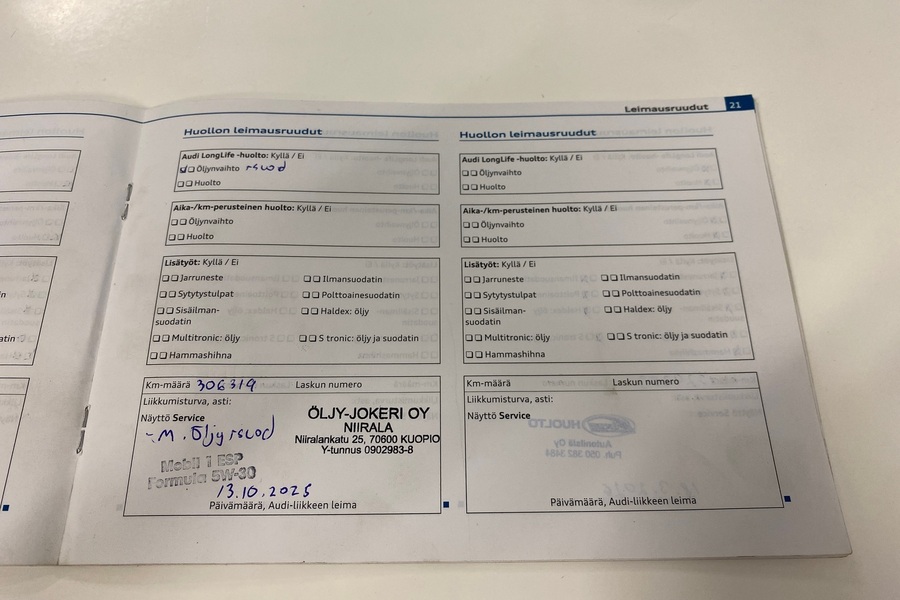 Leimausruudut 21
Huollon leimausruudut
Audi LongLife -huolto: Kyllä / Ei
Öljynvaihto
Huolto
Aika-/km-perusteinen huolto: Kyllä / Ei
Öljynvaihto
Huolto
Lisätyöt: Kyllä / Ei
Jarruneste
Ilmansuodatin
Sytytystulpat
Polttoainesuodatin
Sisäilman-
suodatin
Haldex: öljy
Multitronic: öljy
S tronic: öljy ja suodatin
Hammashihna
Km-määrä 306319
Laskun numero
Liikkumisturva, asti:
Näyttö Service
ÖLJY-JOKERI OY
NIIRALA
Niiralankatu 25, 70600 KUOPIO
Y-tunnus 0902983-8
-M. Öljy
Mobil 1 ESP
Formula 5W-30
13.10.2025
Päivämäärä, Audi-liikkeen leima
Huollon leimausruudut
Audi LongLife -huolto: Kyllä / Ei
Öljynvaihto
Huolto
Aika-/km-perusteinen huolto: Kyllä / Ei
Öljynvaihto
Huolto
Lisätyöt: Kyllä / Ei
Jarruneste
Ilmansuodatin
Sytytystulpat
Polttoainesuodatin
Sisäilman-
suodatin
Haldex: öljy
Multitronic: öljy
S tronic: öljy ja suodatin
Hammashihna
Km-määrä
Laskun numero
Liikkumisturva, asti:
Näyttö Service
Päivämäärä, Audi-liikkeen leima